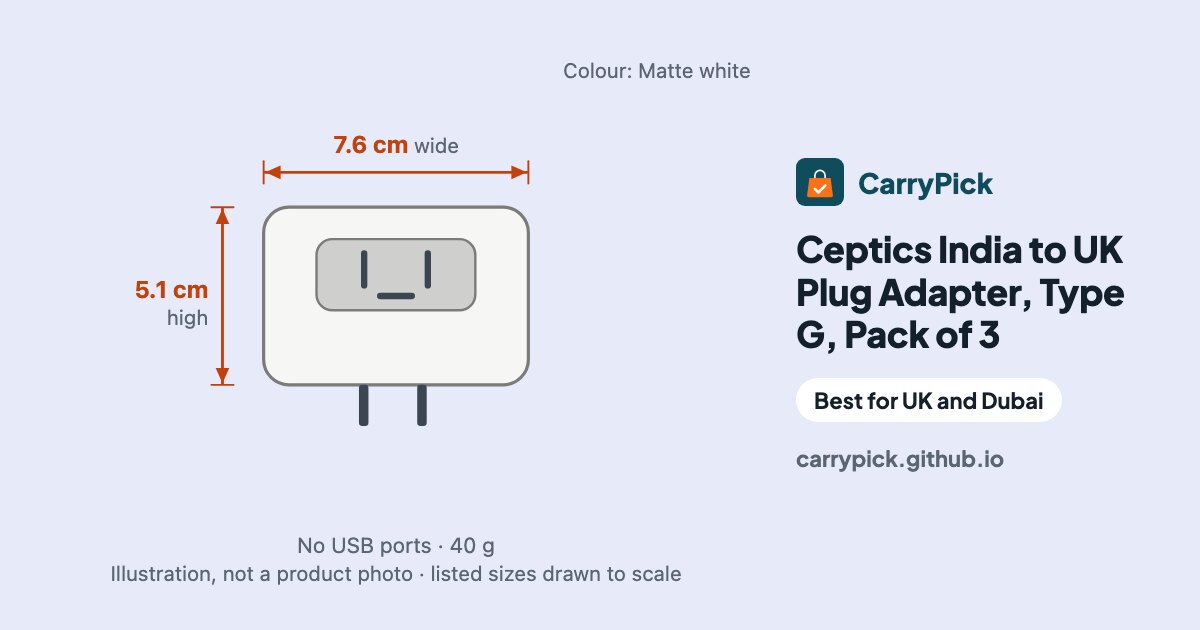 Colour: Matte white
7.6 cm wide
5.1 cm
high
No USB ports · 40 g
Illustration, not a product photo · listed sizes drawn to scale
CarryPick
Ceptics India to UK
Plug Adapter, Type
G, Pack of 3
Best for UK and Dubai
carrypick.github.io